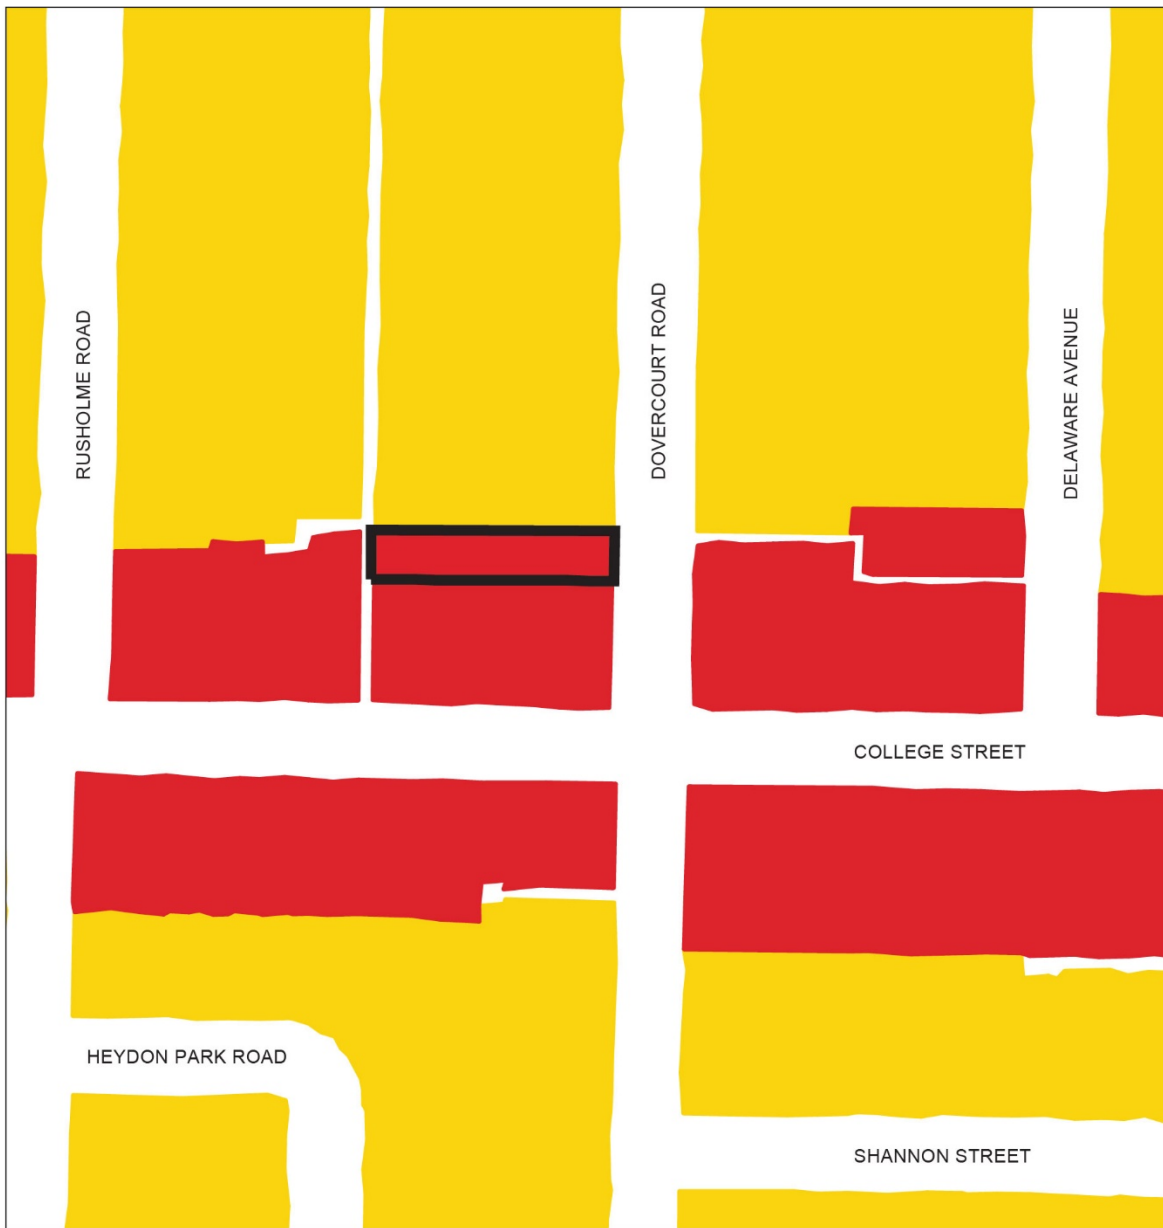 RUSHOLME ROAD
DOVERCOURT ROAD
DELAWARE AVENUE
COLLEGE STREET
HEYDON PARK ROAD
SHANNON STREET